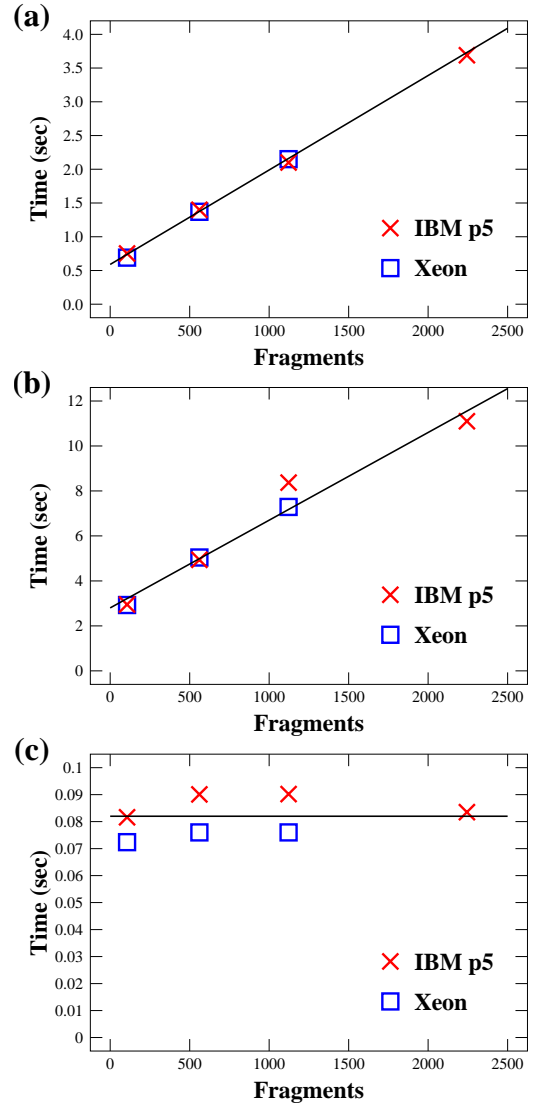 (a)
4.0
3.5
3.0
2.5
2.0
1.5
1.0
0.5
0.0
Time (sec)
IBM p5
Xeon
0 500 1000 1500 2000 2500
Fragments
(b)
12
10
8
6
4
2
0
Time (sec)
IBM p5
Xeon
0 500 1000 1500 2000 2500
Fragments
(c)
0.1
0.09
0.08
0.07
0.06
0.05
0.04
0.03
0.02
0.01
0
Time (sec)
IBM p5
Xeon
0 500 1000 1500 2000 2500
Fragments